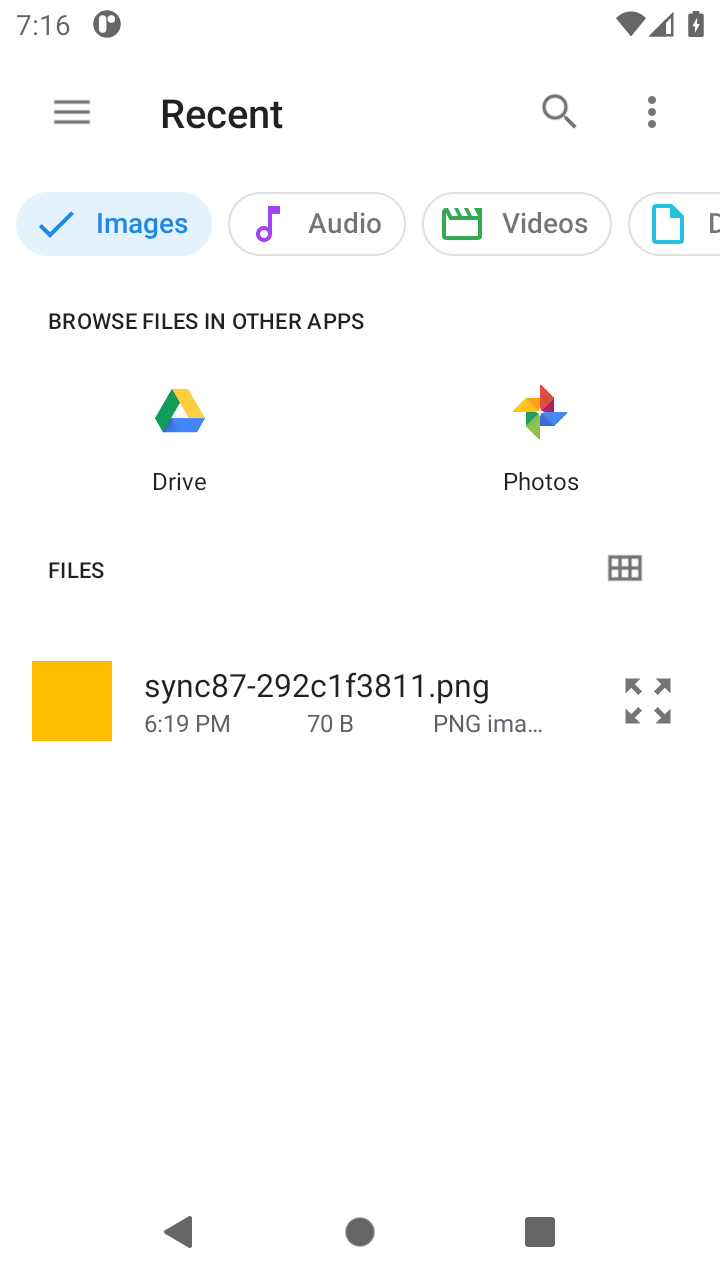 7:16
Recent
Images
Audio
Videos
D
BROWSE FILES IN OTHER APPS
Drive
Photos
FILES
sync87-292c1f3811.png
6:19 PM 70 B PNG ima...